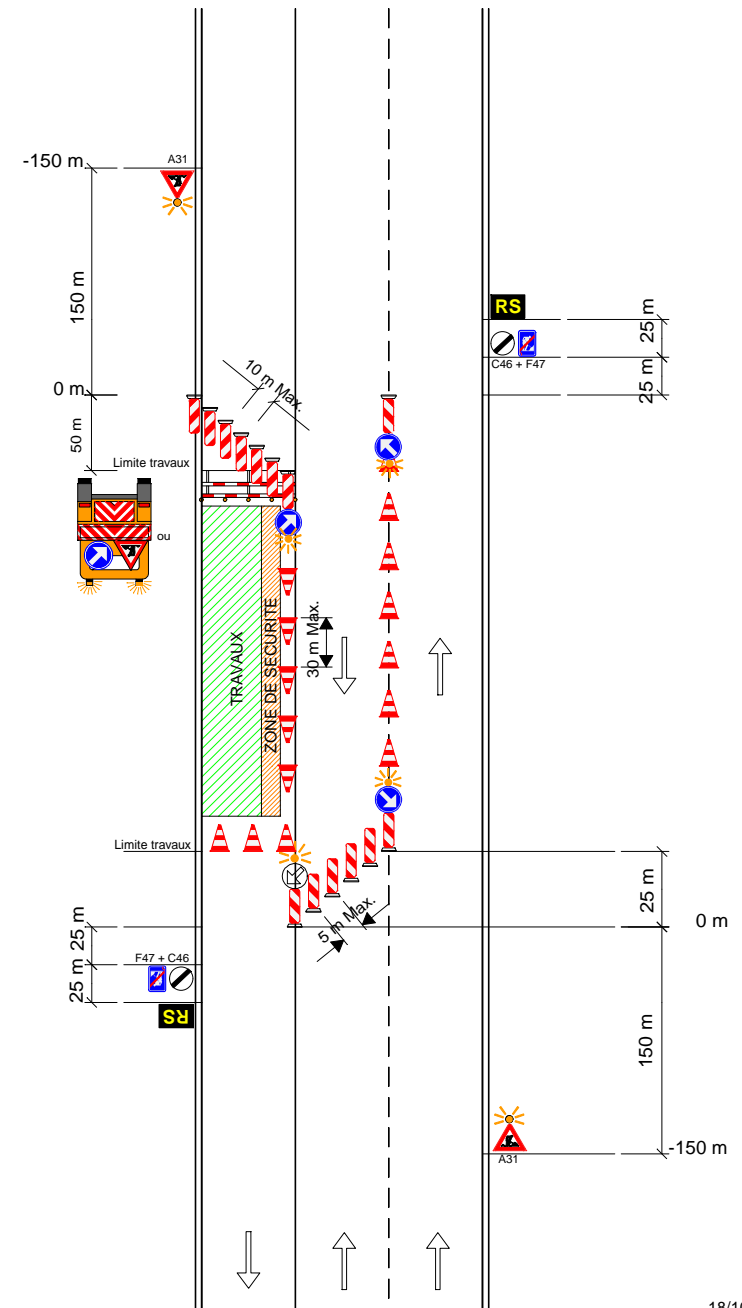 -150 m
A31
150 m
RS
25 m
C46 + F47
25 m
10 m Max.
0 m
50 m
Limite travaux
ou
TRAVAUX
ZONE DE SECURITE
30 m Max.
Limite travaux
25 m
0 m
5 m Max.
25 m
F47 + C46
25 m
RS
150 m
-150 m
A31